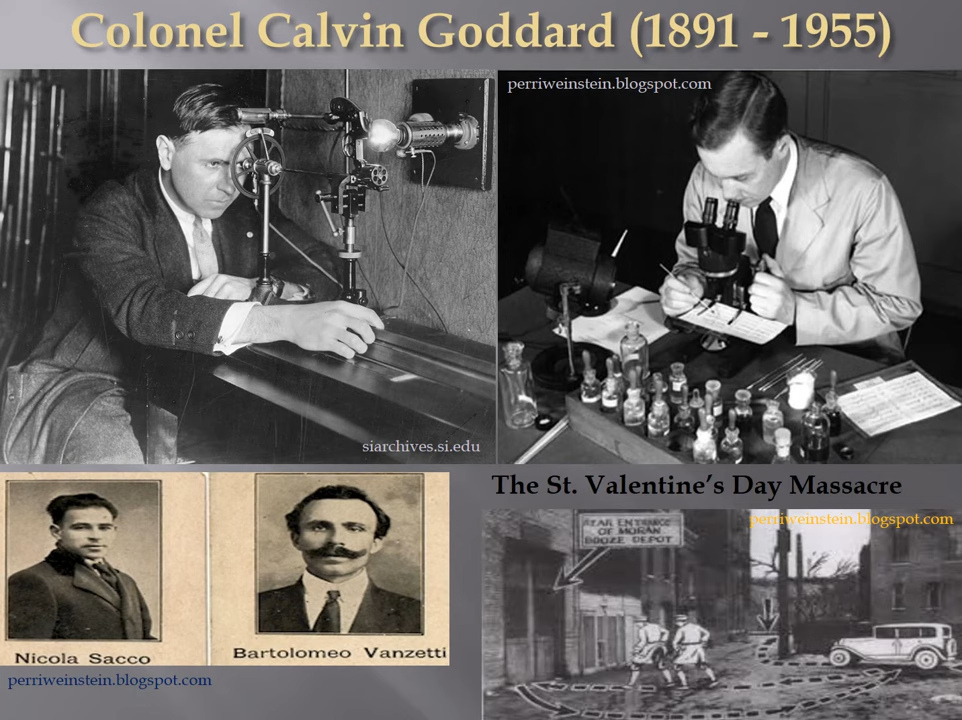 Colonel Calvin Goddard (1891 - 1955)
perriweinstein.blogspot.com
siarchives.si.edu
The St. Valentine’s Day Massacre
perriweinstein.blogspot.com
REAR ENTRANCE
OF MORAN
BOOZE DEPOT
Nicola Sacco
Bartolomeo Vanzetti
perriweinstein.blogspot.com